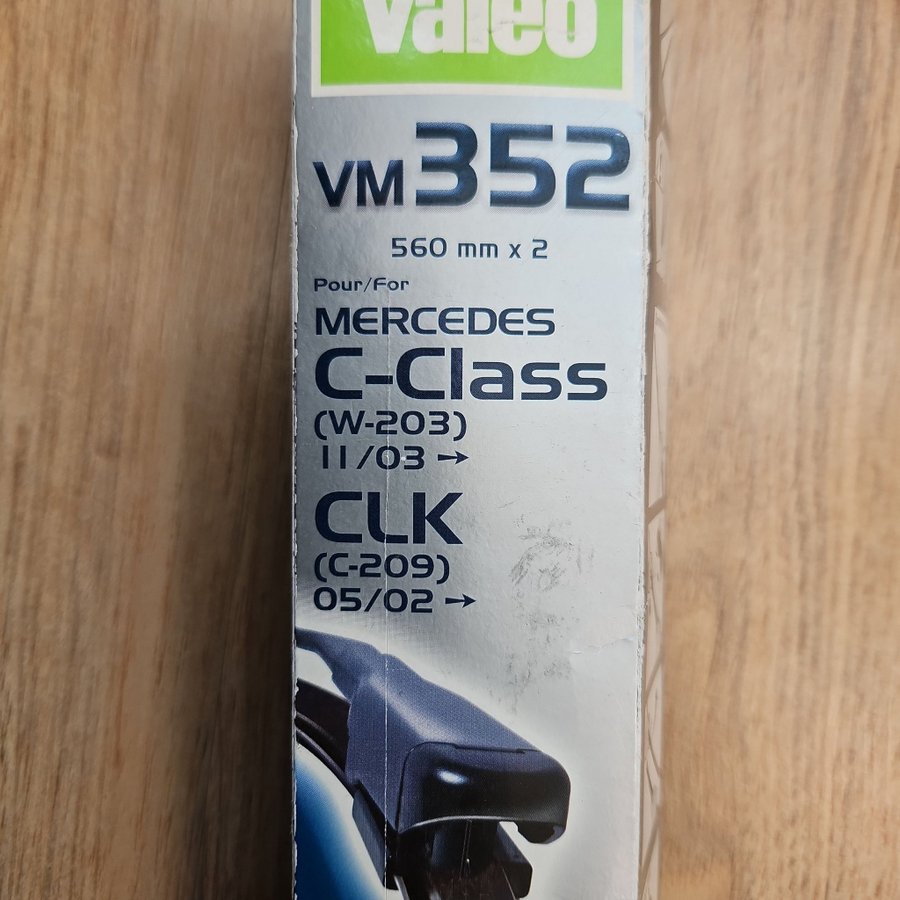 Valeo
VM352
560 mm x 2
Pour/For
MERCEDES
C-Class
(W-203)
11/03 →
CLK
(C-209)
05/02 →